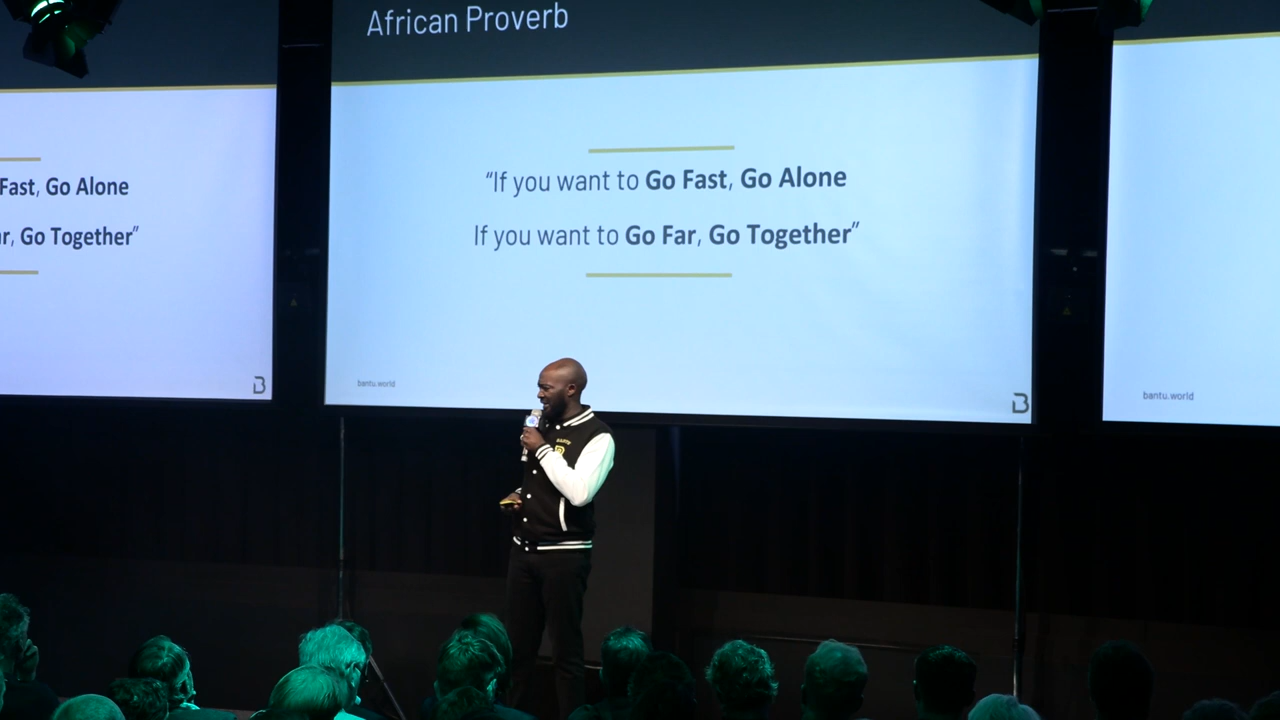 African Proverb
“If you want to Go Fast, Go Alone
If you want to Go Far, Go Together”
bantu.world
B
Fast, Go Alone
r, Go Together”
B
bantu.world